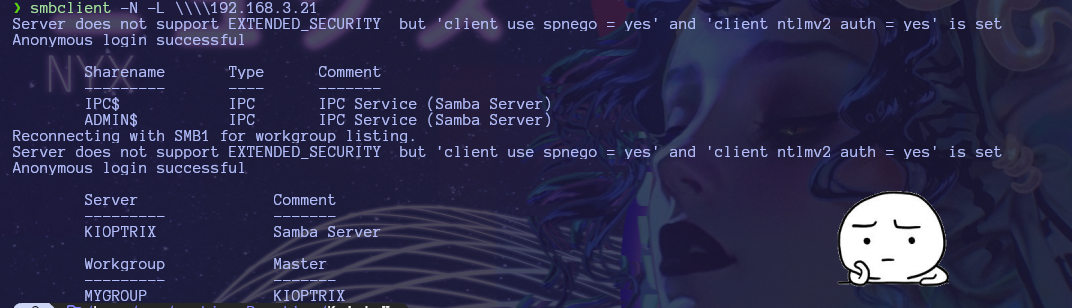 ❯ smbclient -N -L \\\\192.168.3.21
Server does not support EXTENDED_SECURITY  but 'client use spnego = yes' and 'client ntlmv2 auth = yes' is set
Anonymous login successful
NYX
Sharename       Type      Comment
---------       ----      -------
IPC$            IPC       IPC Service (Samba Server)
ADMIN$          IPC       IPC Service (Samba Server)
Reconnecting with SMB1 for workgroup listing.
Server does not support EXTENDED_SECURITY  but 'client use spnego = yes' and 'client ntlmv2 auth = yes' is set
Anonymous login successful
Server               Comment
---------            -------
KIOPTRIX             Samba Server
Workgroup            Master
---------            -------
MYGROUP              KIOPTRIX